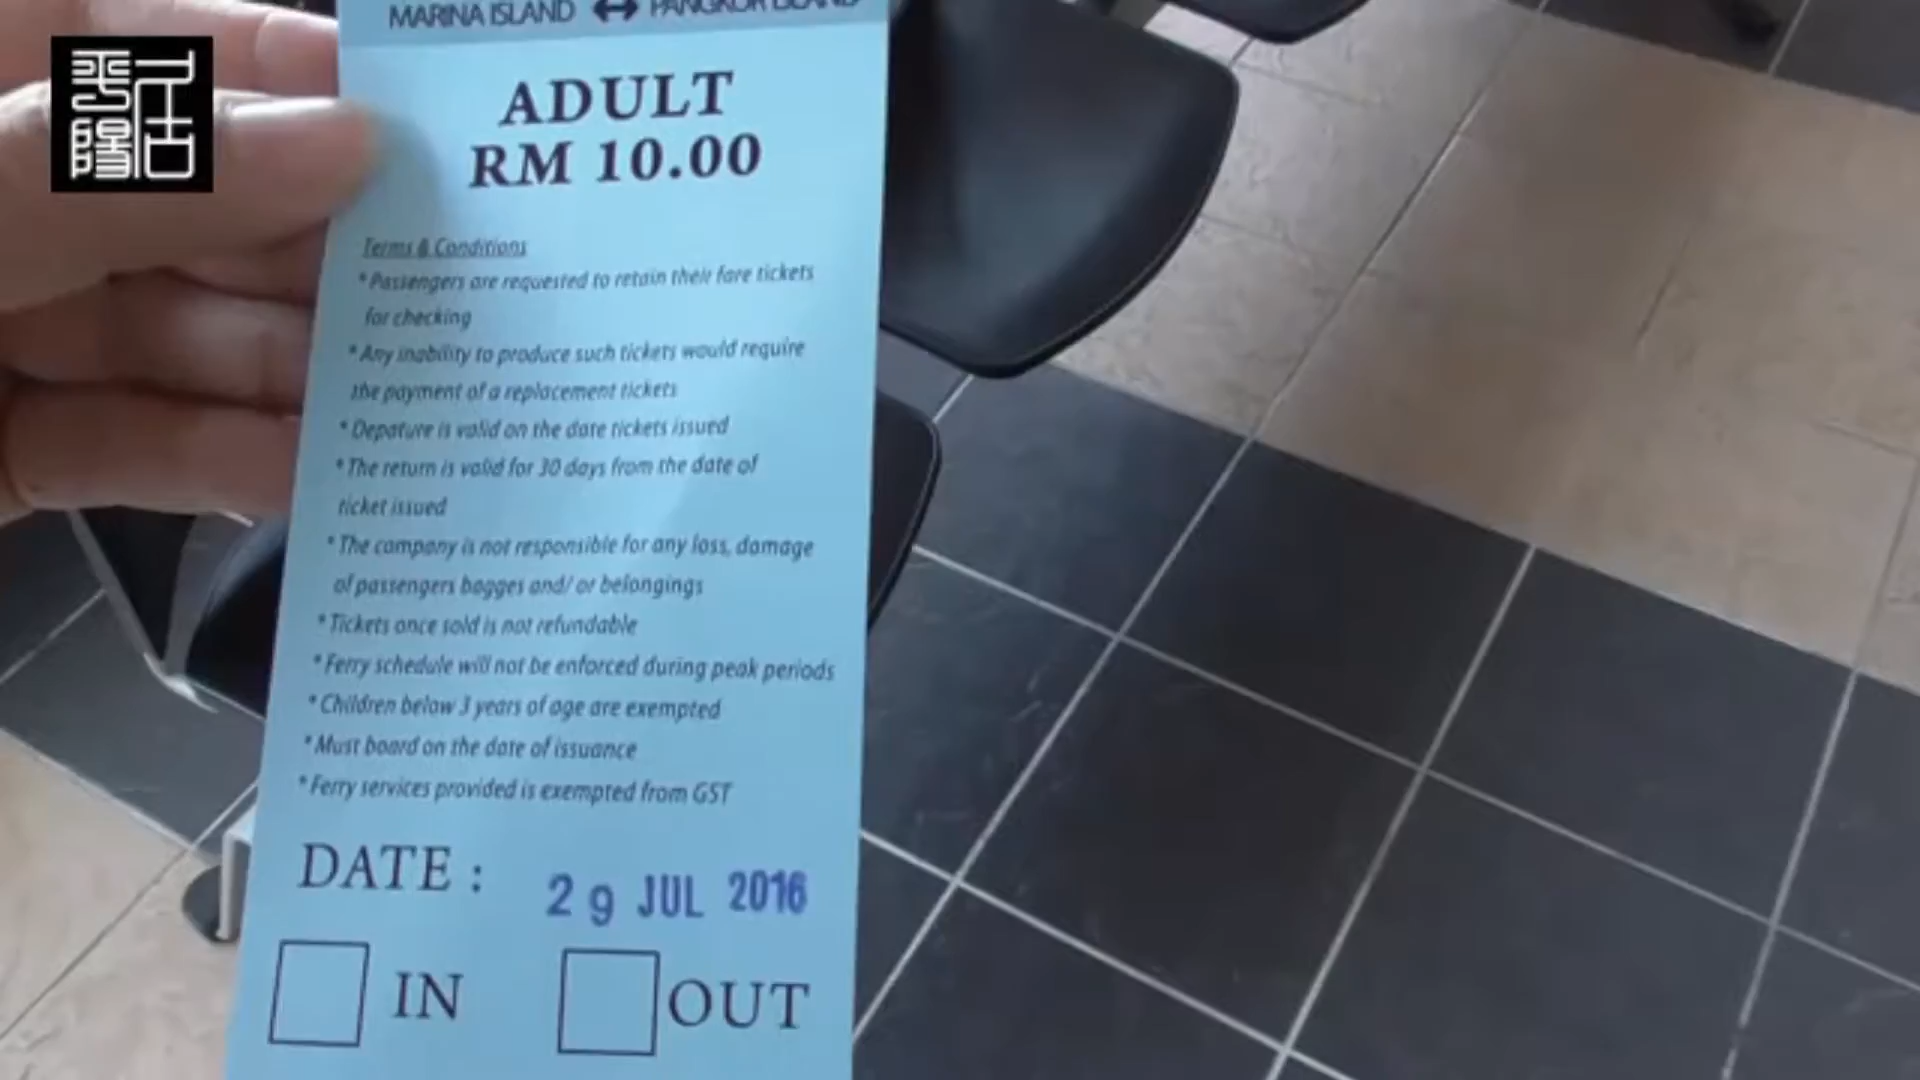 MARINA ISLAND ↔ PANGKOR ISLAND
ADULT
RM 10.00
Terms & Conditions
* Passengers are requested to retain their fare tickets
for checking
* Any inability to produce such tickets would require
the payment of a replacement tickets
* Depature is valid on the date tickets issued
* The return is valid for 30 days from the date of
ticket issued
* The company is not responsible for any loss, damage
of passengers bagges and/ or belongings
* Tickets once sold is not refundable
* Ferry schedule will not be enforced during peak periods
* Children below 3 years of age are exempted
* Must board on the date of issuance
* Ferry services provided is exempted from GST
DATE : 29 JUL 2016
IN OUT